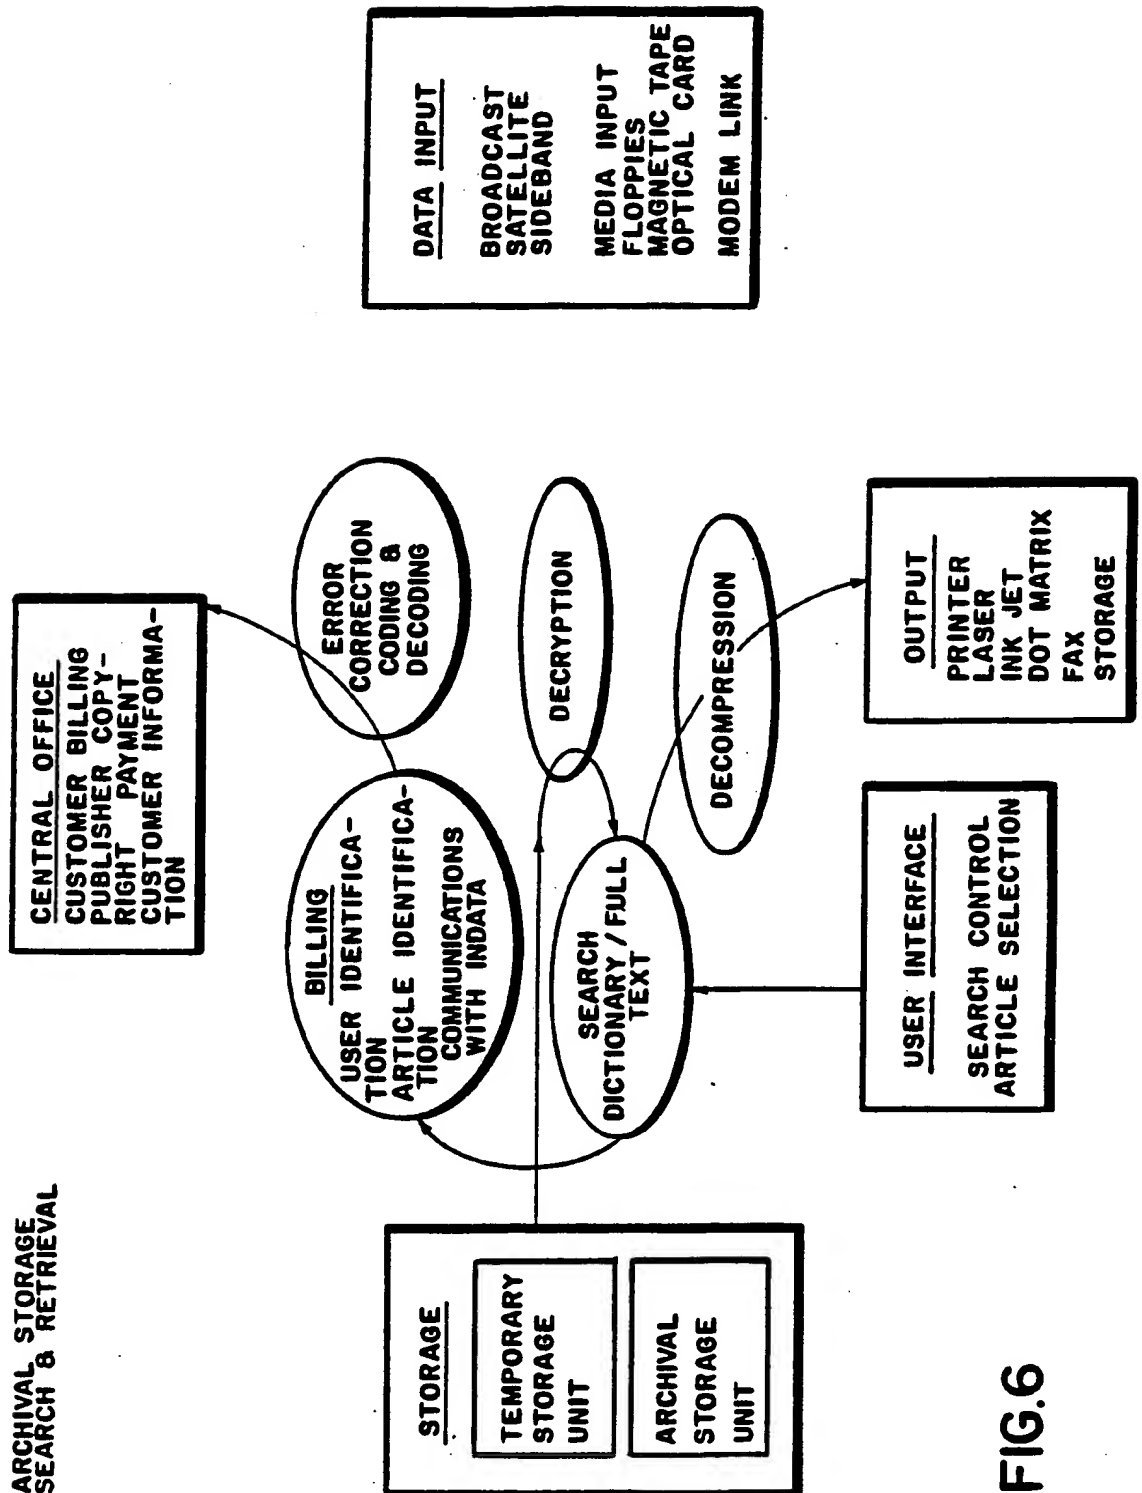 ARCHIVAL STORAGE
SEARCH & RETRIEVAL
CENTRAL OFFICE
CUSTOMER BILLING
PUBLISHER COPY-
RIGHT PAYMENT
CUSTOMER INFORMA-
TION
BILLING
USER IDENTIFICA-
TION
ARTICLE IDENTIFICA-
TION
COMMUNICATIONS
WITH INDATA
ERROR
CORRECTION
CODING &
DECODING
DATA INPUT
BROADCAST
SATELLITE
SIDEBAND
MEDIA INPUT
FLOPPIES
MAGNETIC TAPE
OPTICAL CARD
MODEM LINK
STORAGE
TEMPORARY
STORAGE
UNIT
ARCHIVAL
STORAGE
UNIT
SEARCH
DICTIONARY / FULL
TEXT
DECRYPTION
DECOMPRESSION
USER INTERFACE
SEARCH CONTROL
ARTICLE SELECTION
OUTPUT
PRINTER
LASER
INK JET
DOT MATRIX
FAX
STORAGE
FIG.6